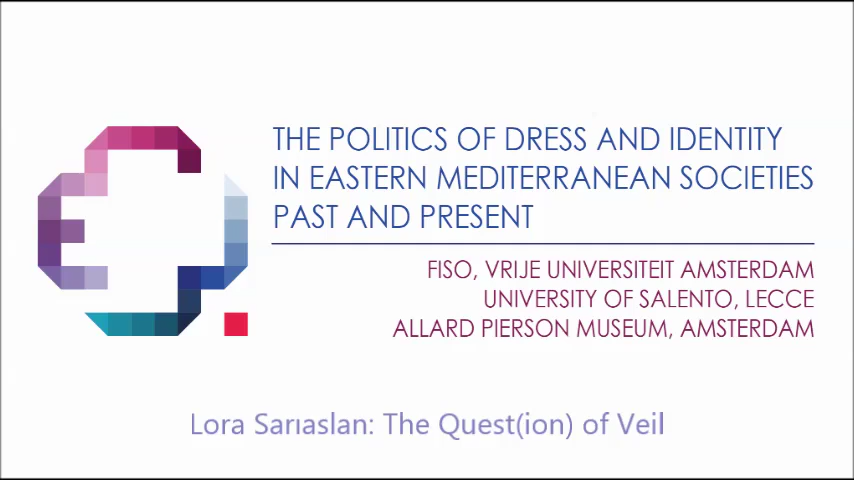 THE POLITICS OF DRESS AND IDENTITY
IN EASTERN MEDITERRANEAN SOCIETIES
PAST AND PRESENT
FISO, VRIJE UNIVERSITEIT AMSTERDAM
UNIVERSITY OF SALENTO, LECCE
ALLARD PIERSON MUSEUM, AMSTERDAM
Lora Sarıaslan: The Quest(ion) of Veil